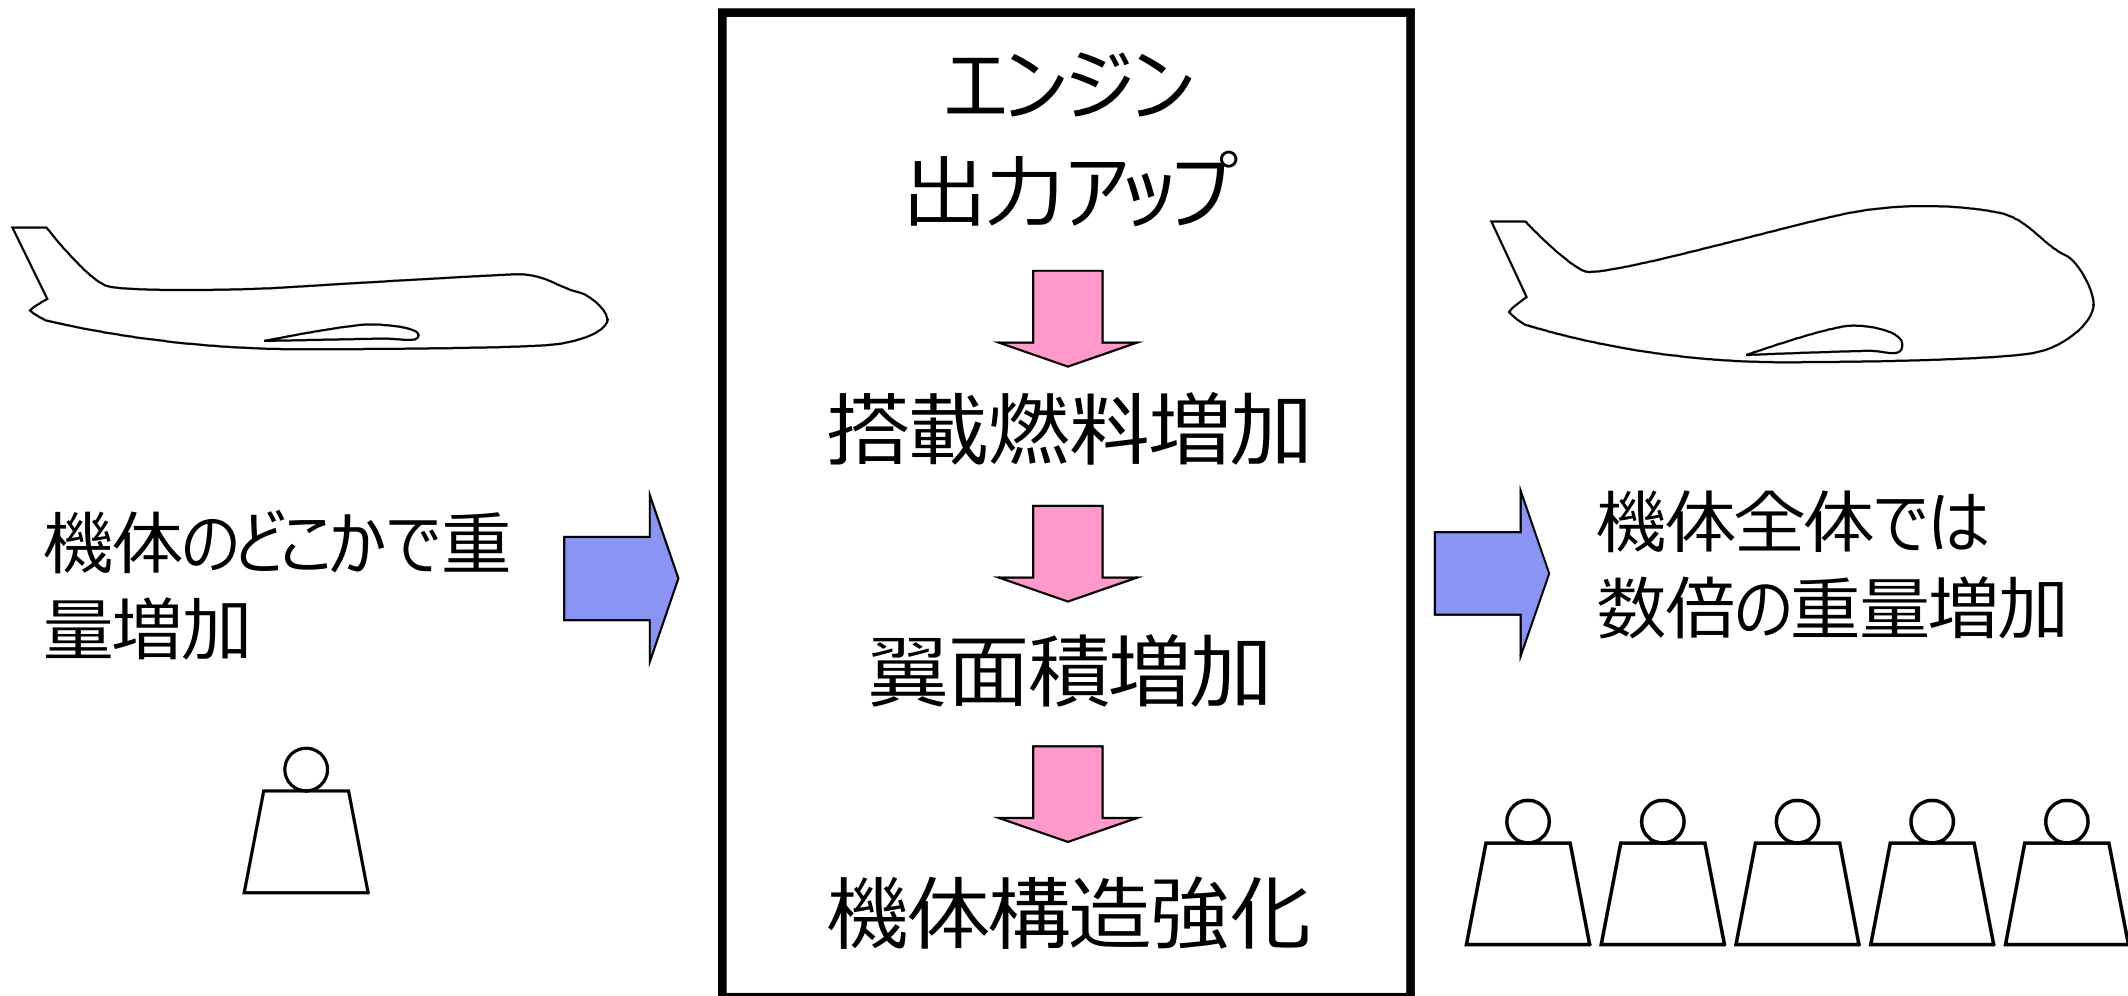 機体のどこかで重
量増加
エンジン
出力アップ
搭載燃料増加
翼面積増加
機体構造強化
機体全体では
数倍の重量増加